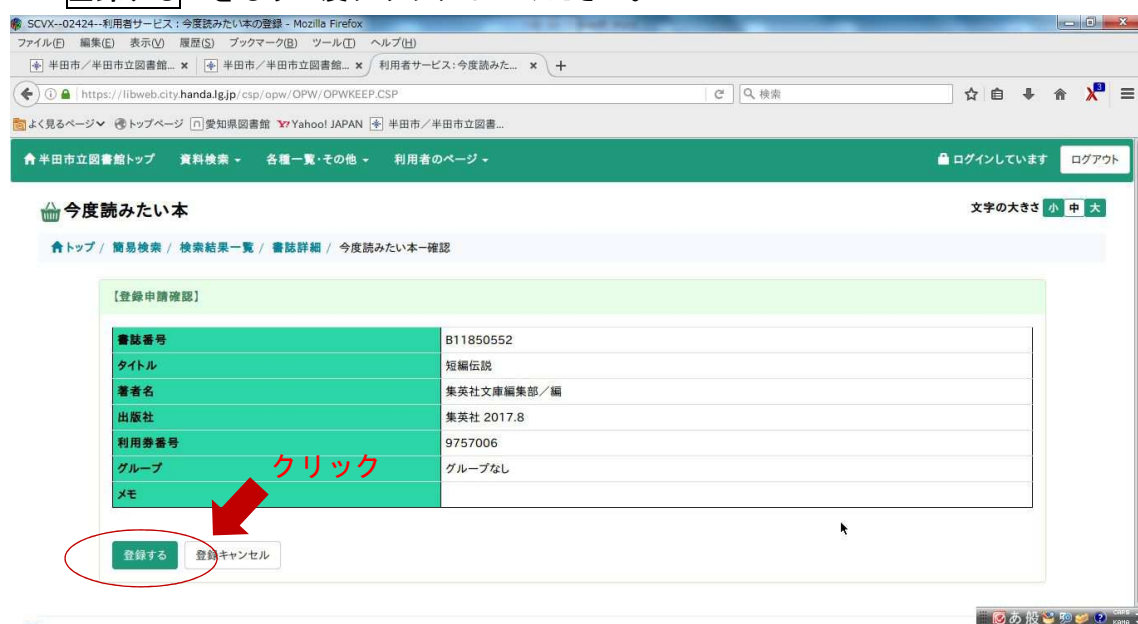 SCVX--02424--利用者サービス：今度読みたい本の登録 - Mozilla Firefox
ファイル(F) 編集(E) 表示(V) 履歴(S) ブックマーク(B) ツール(T) ヘルプ(H)
半田市／半田市立図書館... × 半田市／半田市立図書館... × 利用者サービス：今度読みた... × +
https://libweb.city.handa.lg.jp/csp/opw/OPW/OPWKEEP.CSP 検索 3
よく見るページ トップページ 愛知県図書館 Yahoo! JAPAN 半田市／半田市立図書...
半田市立図書館トップ 資料検索 各種一覧・その他 利用者のページ ログインしています ログアウト
今度読みたい本 文字の大きさ 小 中 大
トップ / 簡易検索 / 検索結果一覧 / 書誌詳細 / 今度読みたい本ー確認
【登録申請確認】
書誌番号 B11850552
タイトル 短編伝説
著者名 集英社文庫編集部／編
出版社 集英社 2017.8
利用券番号 9757006
グループ グループなし
メモ
クリック
登録する 登録キャンセル
あ 般 CAPS
KANA